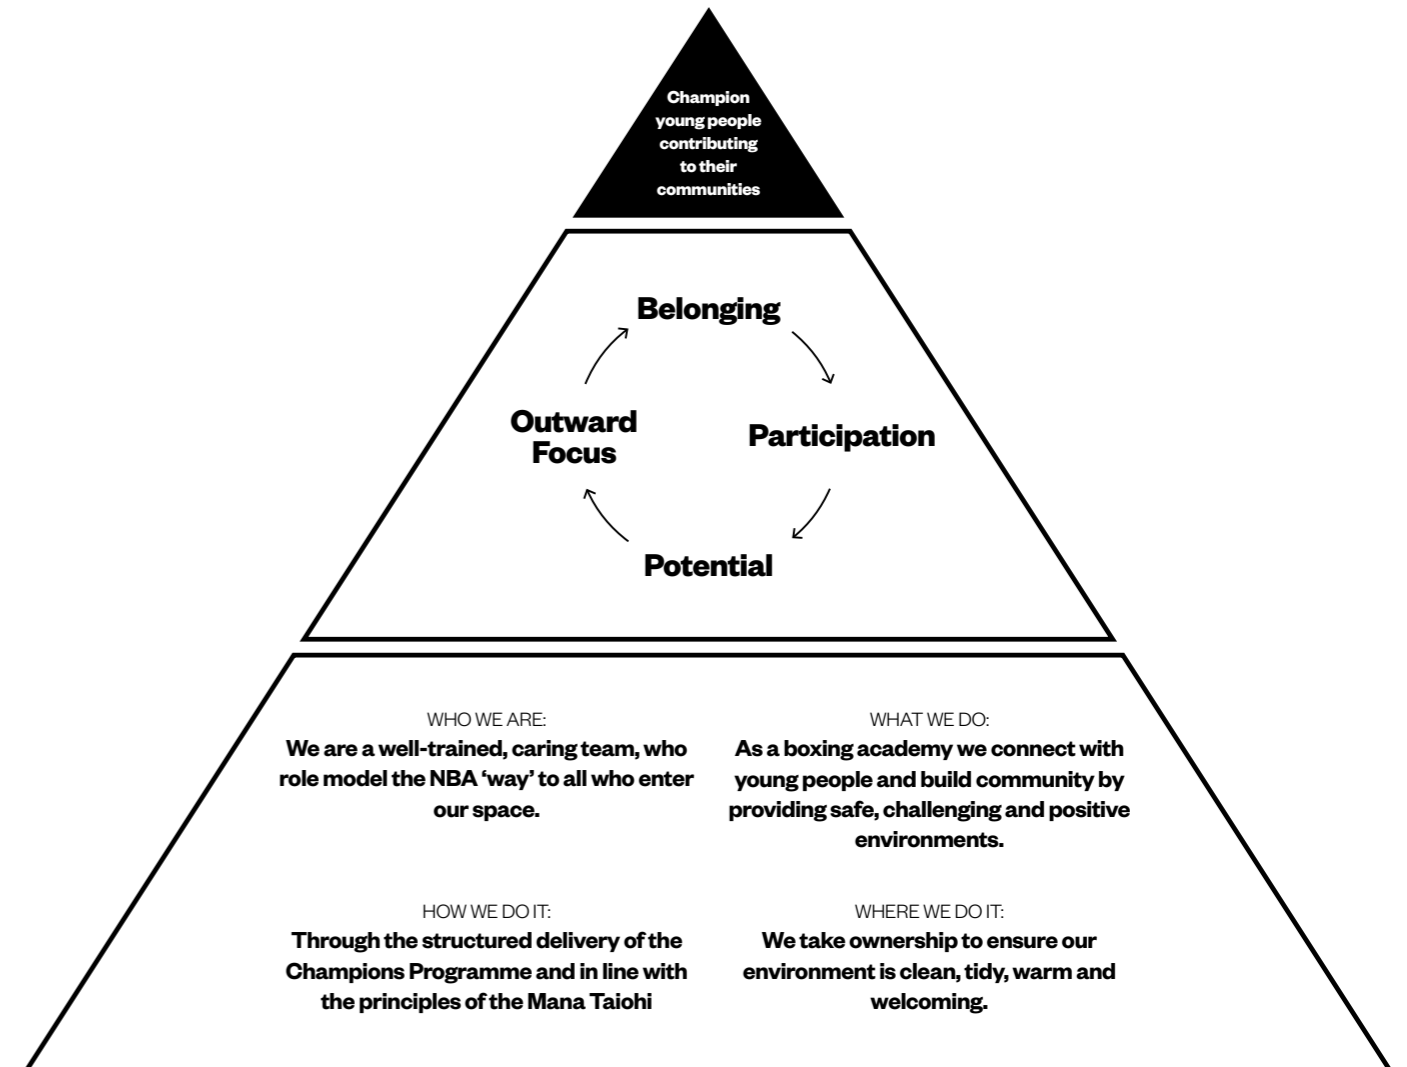 Champion
young people
contributing
to their
communities
Belonging
Outward
Focus
Participation
Potential
WHO WE ARE:
We are a well-trained, caring team, who
role model the NBA ‘way’ to all who enter
our space.
WHAT WE DO:
As a boxing academy we connect with
young people and build community by
providing safe, challenging and positive
environments.
HOW WE DO IT:
Through the structured delivery of the
Champions Programme and in line with
the principles of the Mana Taiohi
WHERE WE DO IT:
We take ownership to ensure our
environment is clean, tidy, warm and
welcoming.